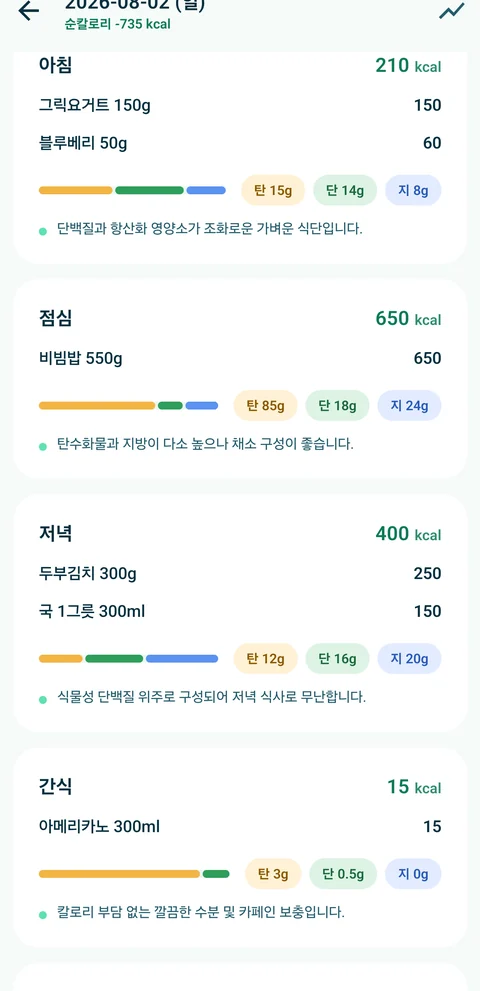 2026-08-02 (일)
순칼로리 -735 kcal
아침 210 kcal
그릭요거트 150g 150
블루베리 50g 60
탄 15g 단 14g 지 8g
단백질과 항산화 영양소가 조화로운 가벼운 식단입니다.
점심 650 kcal
비빔밥 550g 650
탄 85g 단 18g 지 24g
탄수화물과 지방이 다소 높으나 채소 구성이 좋습니다.
저녁 400 kcal
두부김치 300g 250
국 1그릇 300ml 150
탄 12g 단 16g 지 20g
식물성 단백질 위주로 구성되어 저녁 식사로 무난합니다.
간식 15 kcal
아메리카노 300ml 15
탄 3g 단 0.5g 지 0g
칼로리 부담 없는 깔끔한 수분 및 카페인 보충입니다.